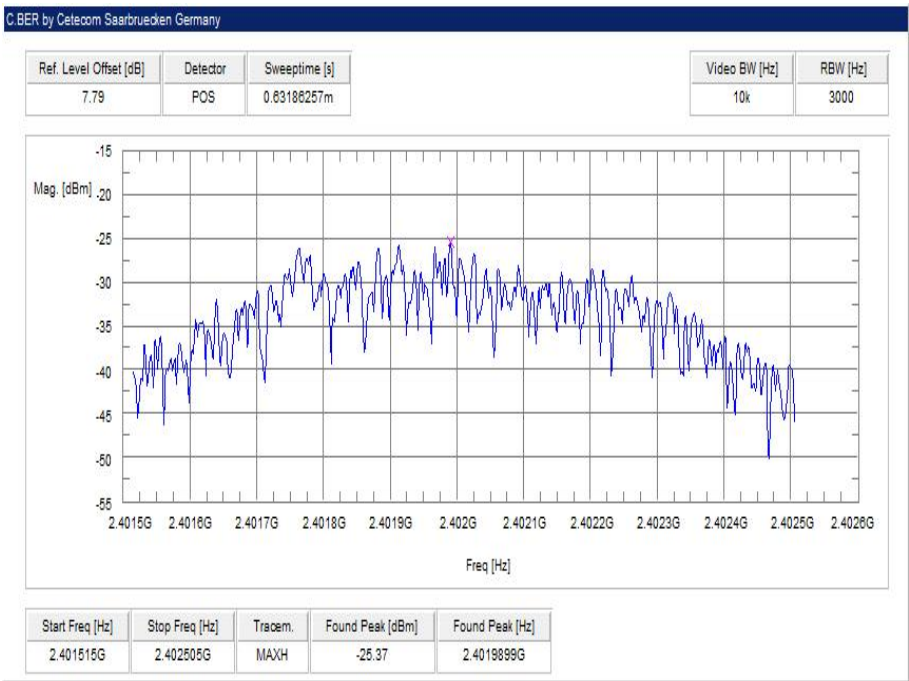 C.BER by Cetecom Saarbruecken Germany
Ref. Level Offset [dB] Detector Sweeptime [s] Video BW [Hz] RBW [Hz]
7.79 POS 0.63186257m 10k 3000
Mag. [dBm]
-15
-20
-25
-30
-35
-40
-45
-50
-55
2.4015G 2.4016G 2.4017G 2.4018G 2.4019G 2.402G 2.4021G 2.4022G 2.4023G 2.4024G 2.4025G 2.4026G
Freq [Hz]
Start Freq [Hz] Stop Freq [Hz] Tracem. Found Peak [dBm] Found Peak [Hz]
2.401515G 2.402505G MAXH -25.37 2.4019899G